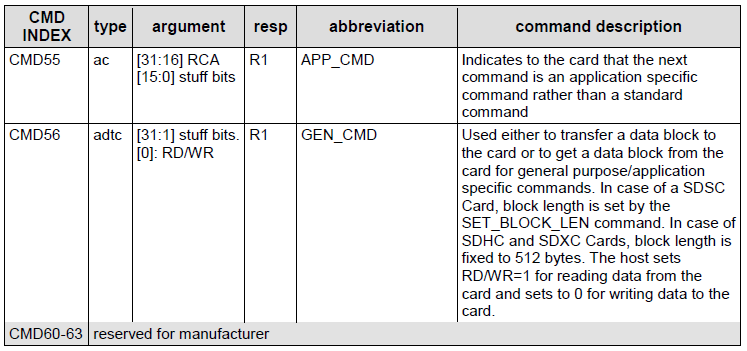 CMD INDEX type argument resp abbreviation command description
CMD55 ac [31:16] RCA R1 APP_CMD Indicates to the card that the next
[15:0] stuff bits command is an application specific
command rather than a standard
command
CMD56 adtc [31:1] stuff bits. R1 GEN_CMD Used either to transfer a data block to
[0]: RD/WR the card or to get a data block from the
card for general purpose/application
specific commands. In case of a SDSC
Card, block length is set by the
SET_BLOCK_LEN command. In case of
SDHC and SDXC Cards, block length is
fixed to 512 bytes. The host sets
RD/WR=1 for reading data from the
card and sets to 0 for writing data to the
card.
CMD60-63 reserved for manufacturer